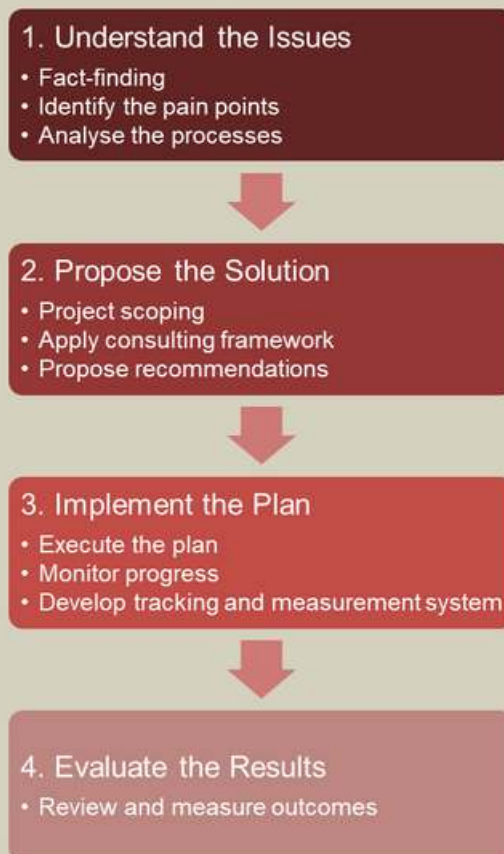 1. Understand the Issues
• Fact-finding
• Identify the pain points
• Analyse the processes
2. Propose the Solution
• Project scoping
• Apply consulting framework
• Propose recommendations
3. Implement the Plan
• Execute the plan
• Monitor progress
• Develop tracking and measurement system
4. Evaluate the Results
• Review and measure outcomes